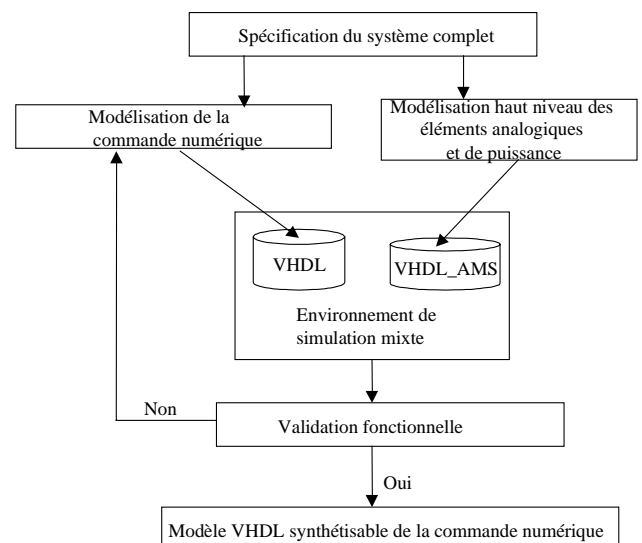 Spécification du système complet
Modélisation de la
commande numérique
Modélisation haut niveau des
éléments analogiques
et de puissance
VHDL
VHDL_AMS
Environnement de
simulation mixte
Non
Validation fonctionnelle
Oui
Modèle VHDL synthétisable de la commande numérique